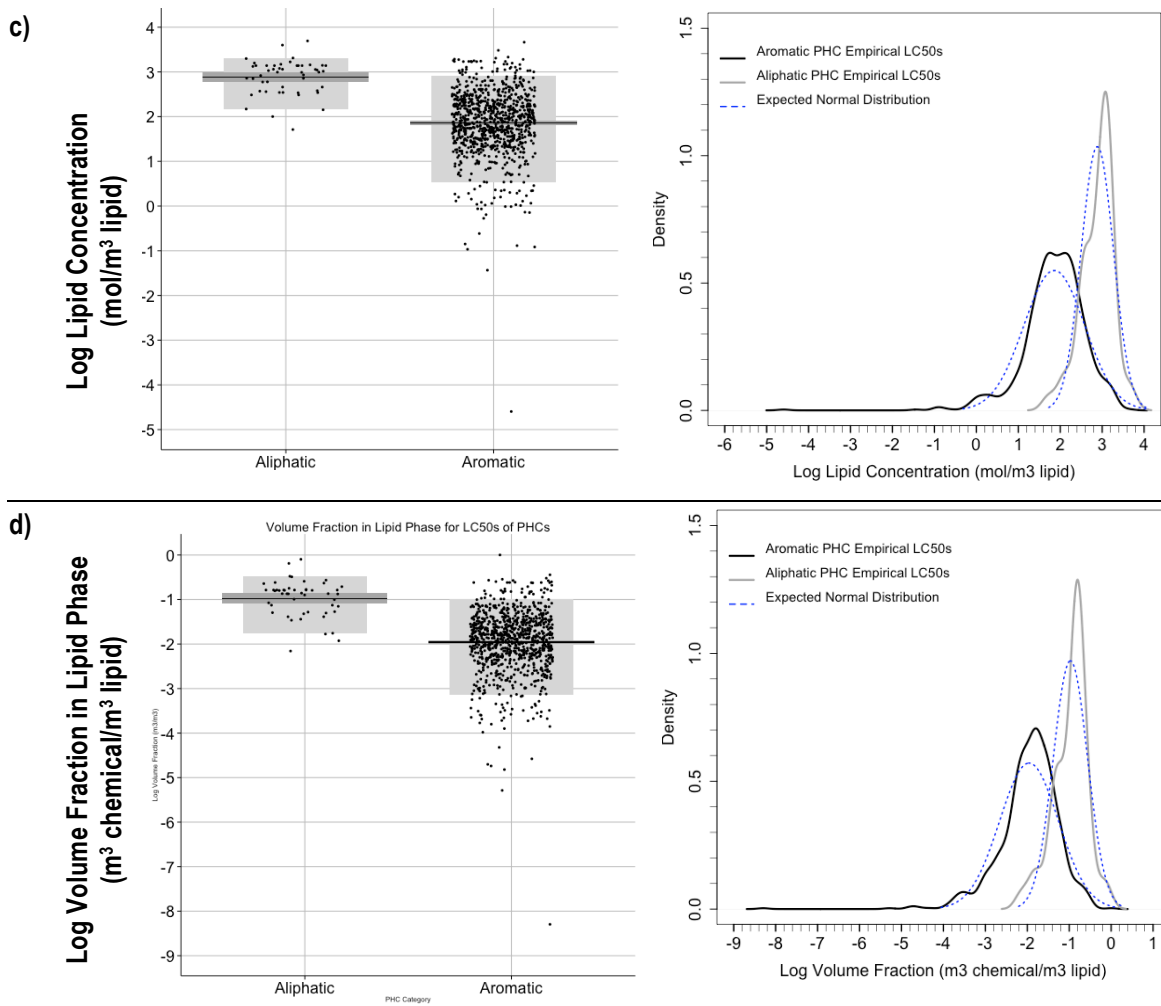 c)
Log Lipid Concentration
(mol/m³ lipid)
4
3
2
1
0
-1
-2
-3
-4
-5
Aliphatic Aromatic
Aromatic PHC Empirical LC50s
Aliphatic PHC Empirical LC50s
Expected Normal Distribution
Density
1.5
1.0
0.5
0.0
-6 -5 -4 -3 -2 -1 0 1 2 3 4
Log Lipid Concentration (mol/m3 lipid)
d)
Volume Fraction in Lipid Phase for LC50s of PHCs
Log Volume Fraction in Lipid Phase
(m³ chemical/m³ lipid)
Log Volume Fraction (m3/m3)
0
-1
-2
-3
-4
-5
-6
-7
-8
-9
Aliphatic Aromatic
PHC Category
Aromatic PHC Empirical LC50s
Aliphatic PHC Empirical LC50s
Expected Normal Distribution
Density
1.5
1.0
0.5
0.0
-9 -8 -7 -6 -5 -4 -3 -2 -1 0 1
Log Volume Fraction (m3 chemical/m3 lipid)